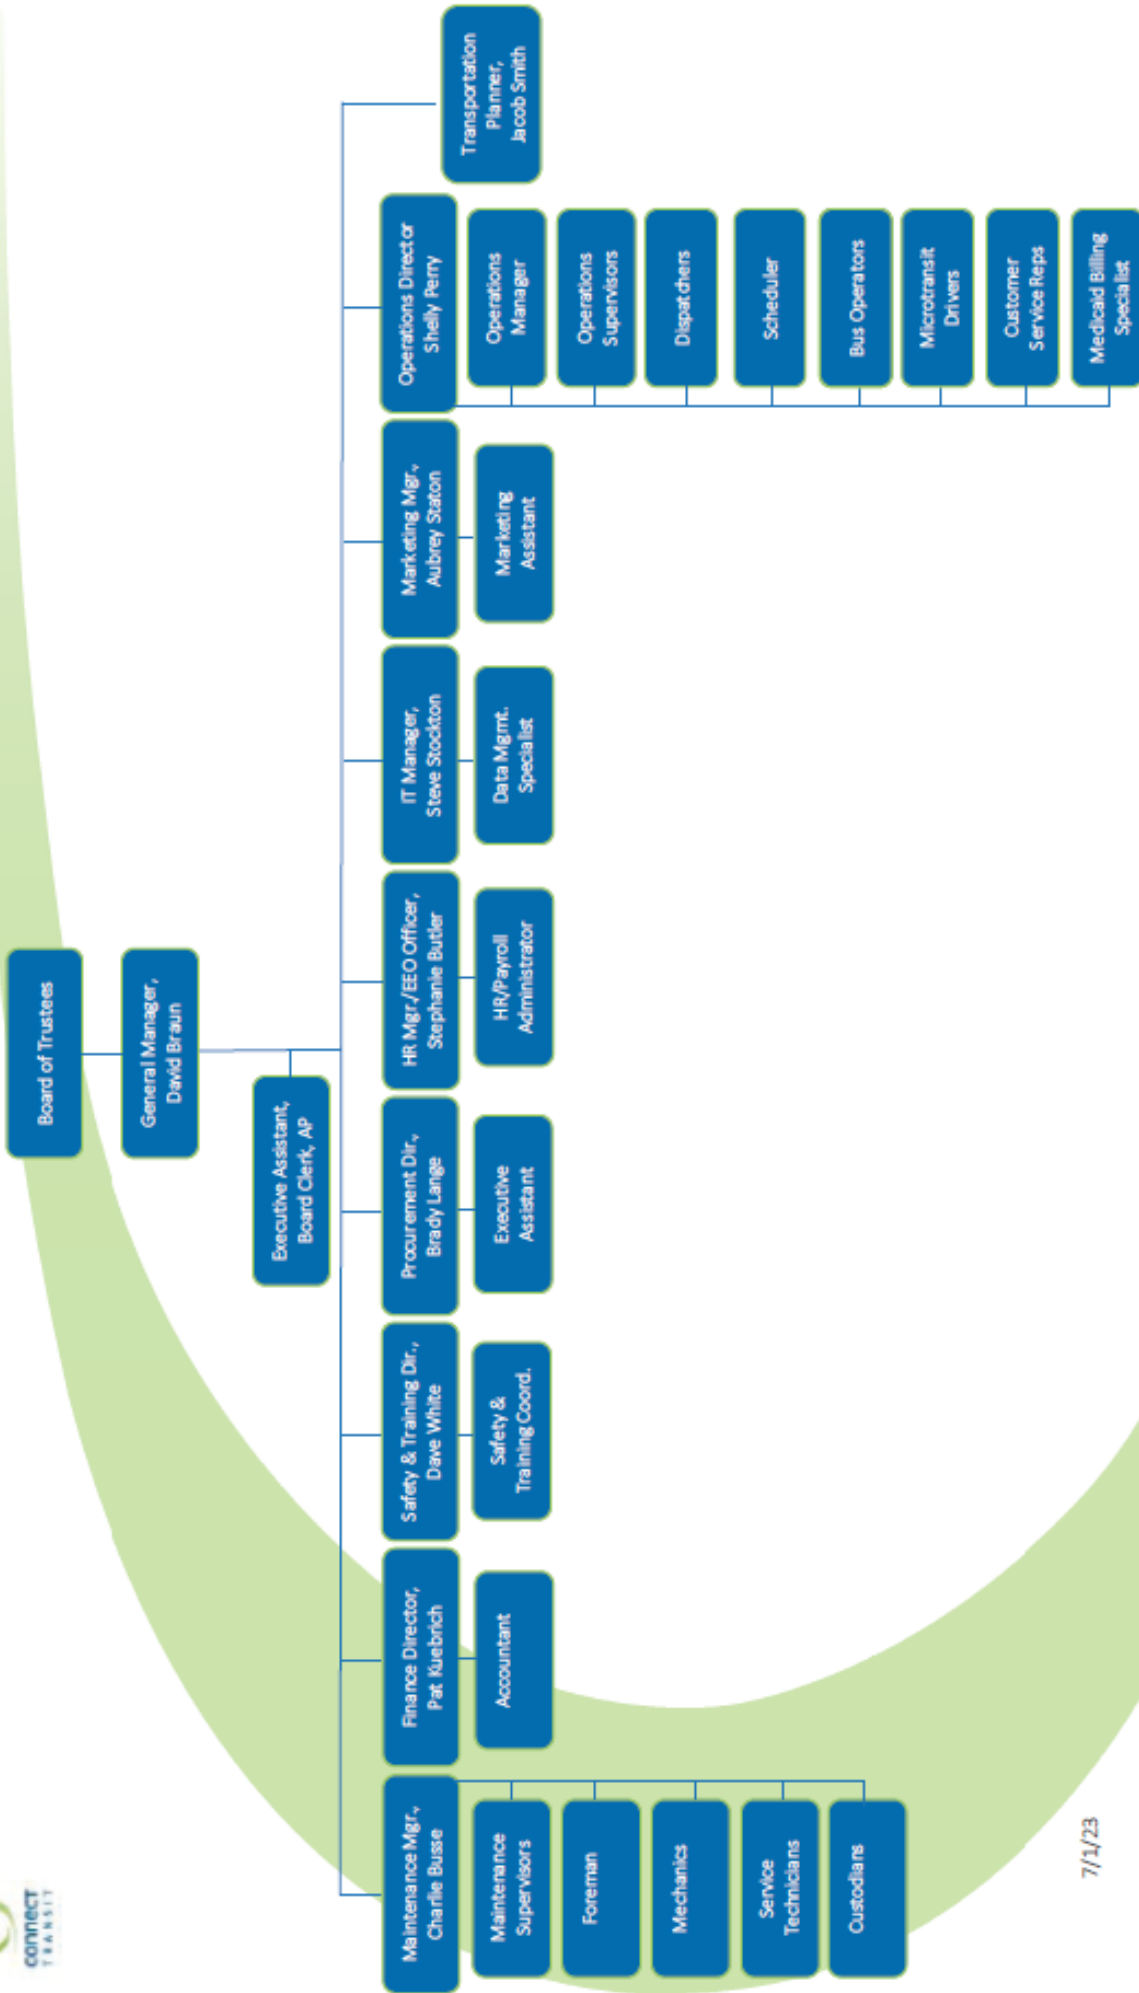 connect
TRANSIT
Board of Trustees
General Manager,
David Braun
Executive Assistant,
Board Clerk, AP
Maintenance Mgr.,
Charlie Busse
Maintenance
Supervisors
Foreman
Mechanics
Service
Technicians
Custodians
Finance Director,
Pat Kuebrich
Accountant
Safety & Training Dir.,
Dave White
Safety &
Training Coord.
Procurement Dir.,
Brady Lange
Executive
Assistant
HR Mgr./EEO Officer,
Stephanie Butler
HR/Payroll
Administrator
IT Manager,
Steve Stockton
Data Mgmt.
Specialist
Marketing Mgr.,
Aubrey Staton
Marketing
Assistant
Operations Director
Shelly Perry
Operations
Manager
Operations
Supervisors
Dispatchers
Scheduler
Bus Operators
Microtransit
Drivers
Customer
Service Reps
Medicaid Billing
Specialist
Transportation
Planner,
Jacob Smith
7/1/23